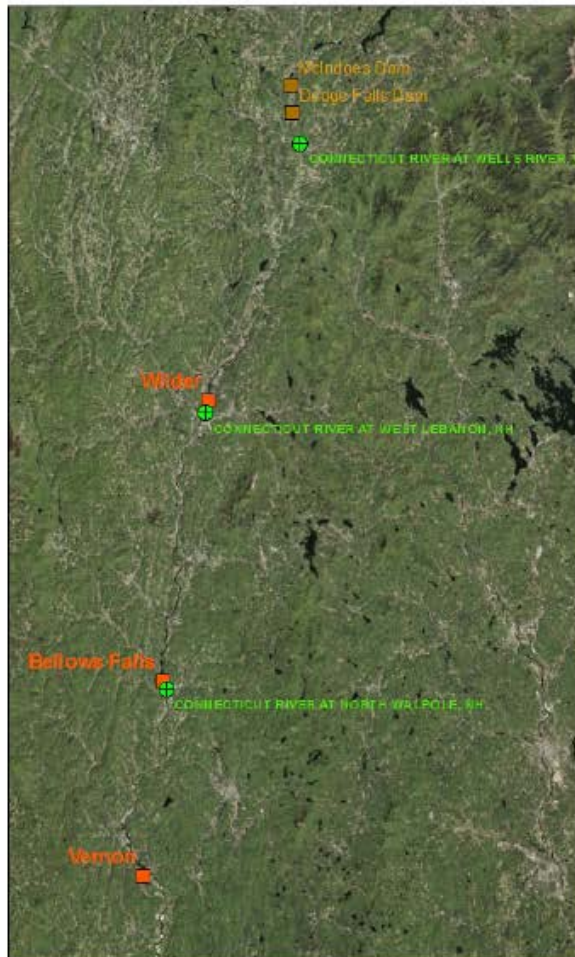 McIndoes Dam
Dodge Falls Dam
CONNECTICUT RIVER AT WELLS RIVER,
Wilder
CONNECTICUT RIVER AT WEST LEBANON, NH
Bellows Falls
CONNECTICUT RIVER AT NORTH WALPOLE, NH
Vernon